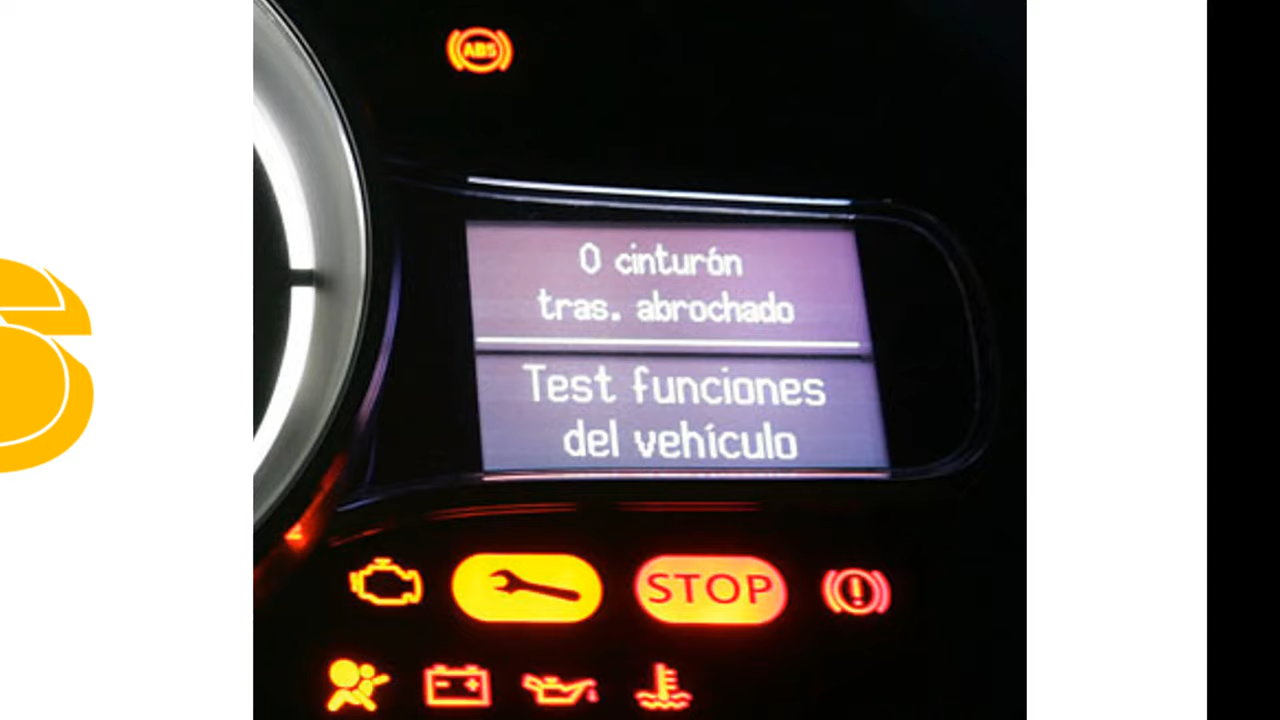 ABS
0 cinturón
tras. abrochado
Test funciones
del vehículo
STOP